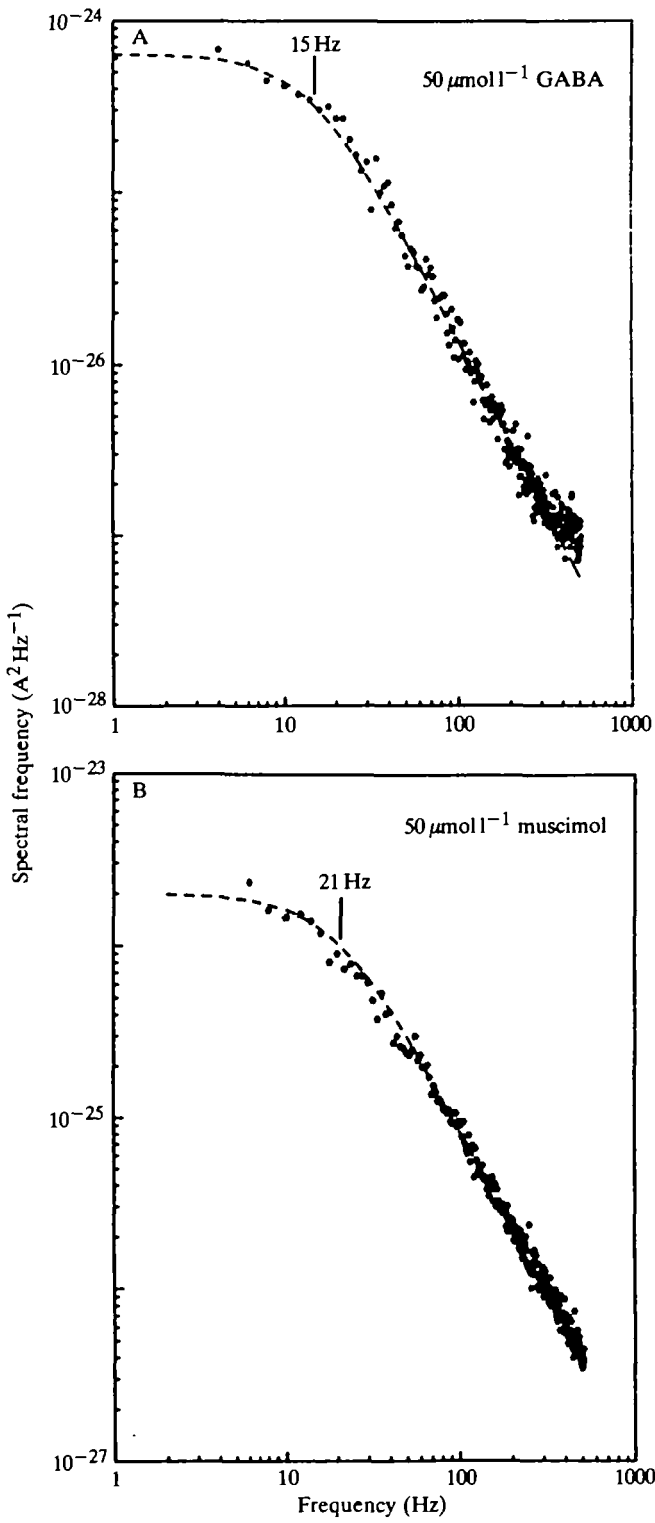 10⁻²⁴
A
15 Hz
50 μmol l⁻¹ GABA
10⁻²⁶
10⁻²⁸
1
10
100
1000
Spectral frequency (A² Hz⁻¹)
10⁻²³
B
50 μmol l⁻¹ muscimol
21 Hz
10⁻²⁵
10⁻²⁷
1
10
100
1000
Frequency (Hz)